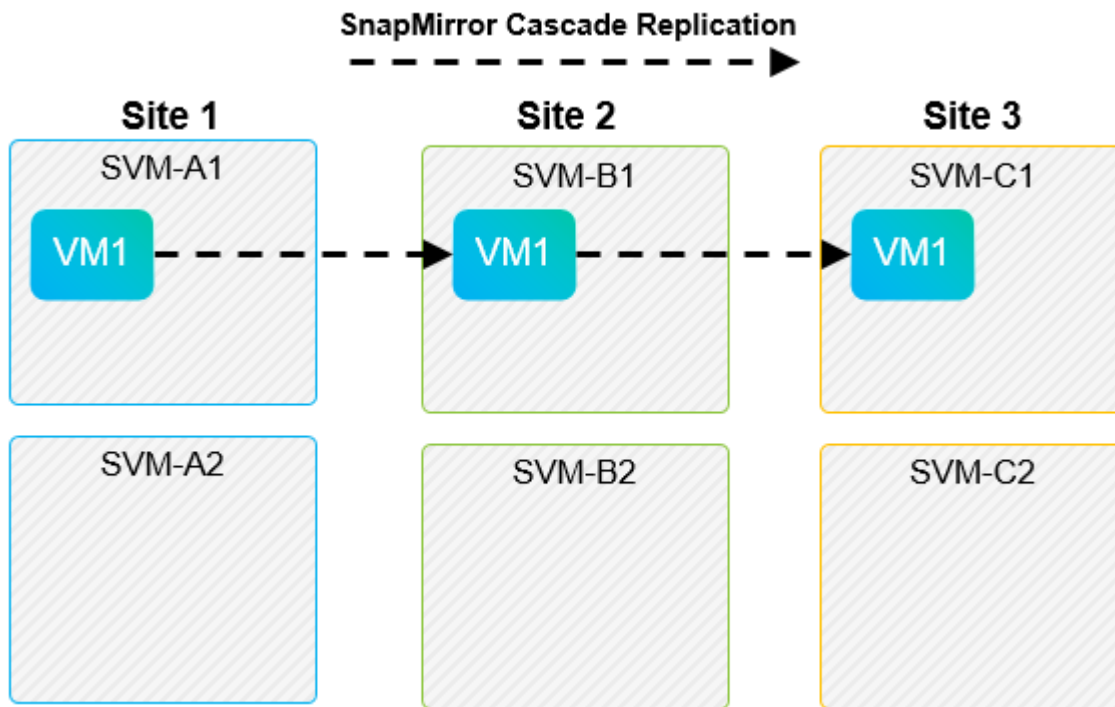 SnapMirror Cascade Replication
Site 1
Site 2
Site 3
SVM-A1
SVM-B1
SVM-C1
VM1
VM1
VM1
SVM-A2
SVM-B2
SVM-C2